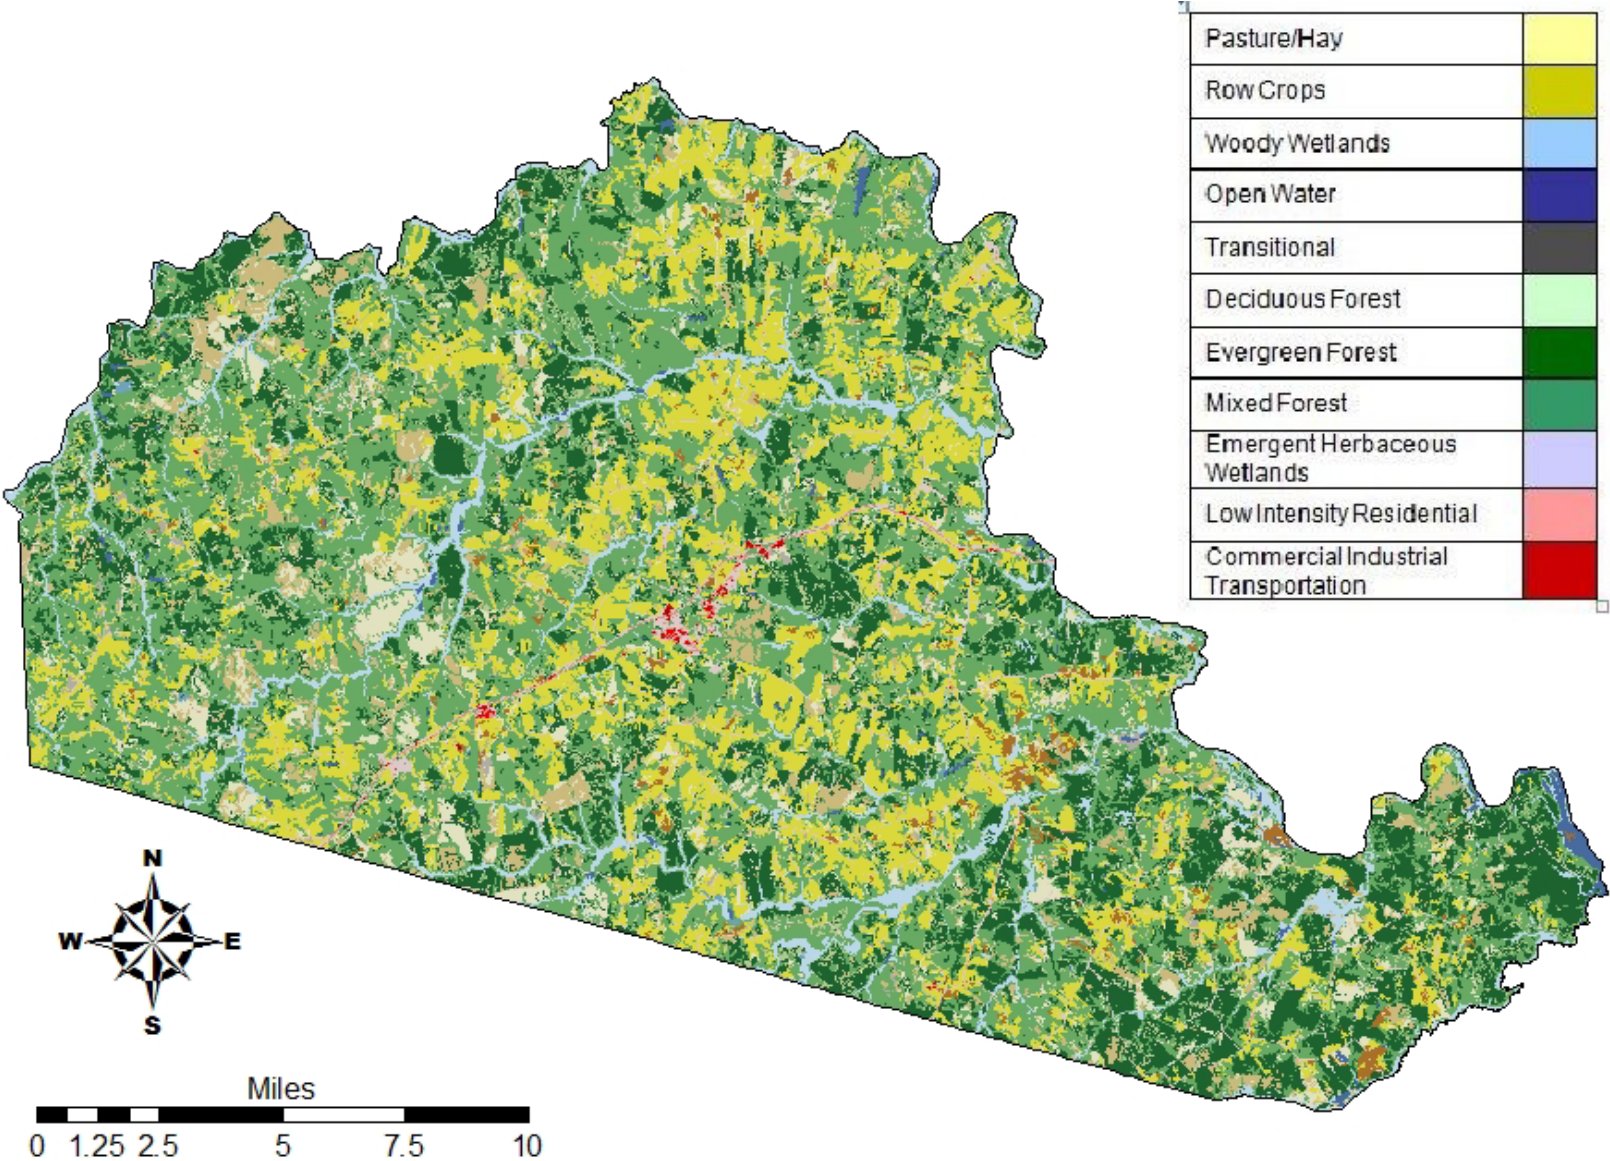 Pasture/Hay
Row Crops
Woody Wetlands
Open Water
Transitional
Deciduous Forest
Evergreen Forest
Mixed Forest
Emergent Herbaceous
Wetlands
Low Intensity Residential
Commercial Industrial
Transportation
N
W E
S
Miles
0 1.25 2.5 5 7.5 10